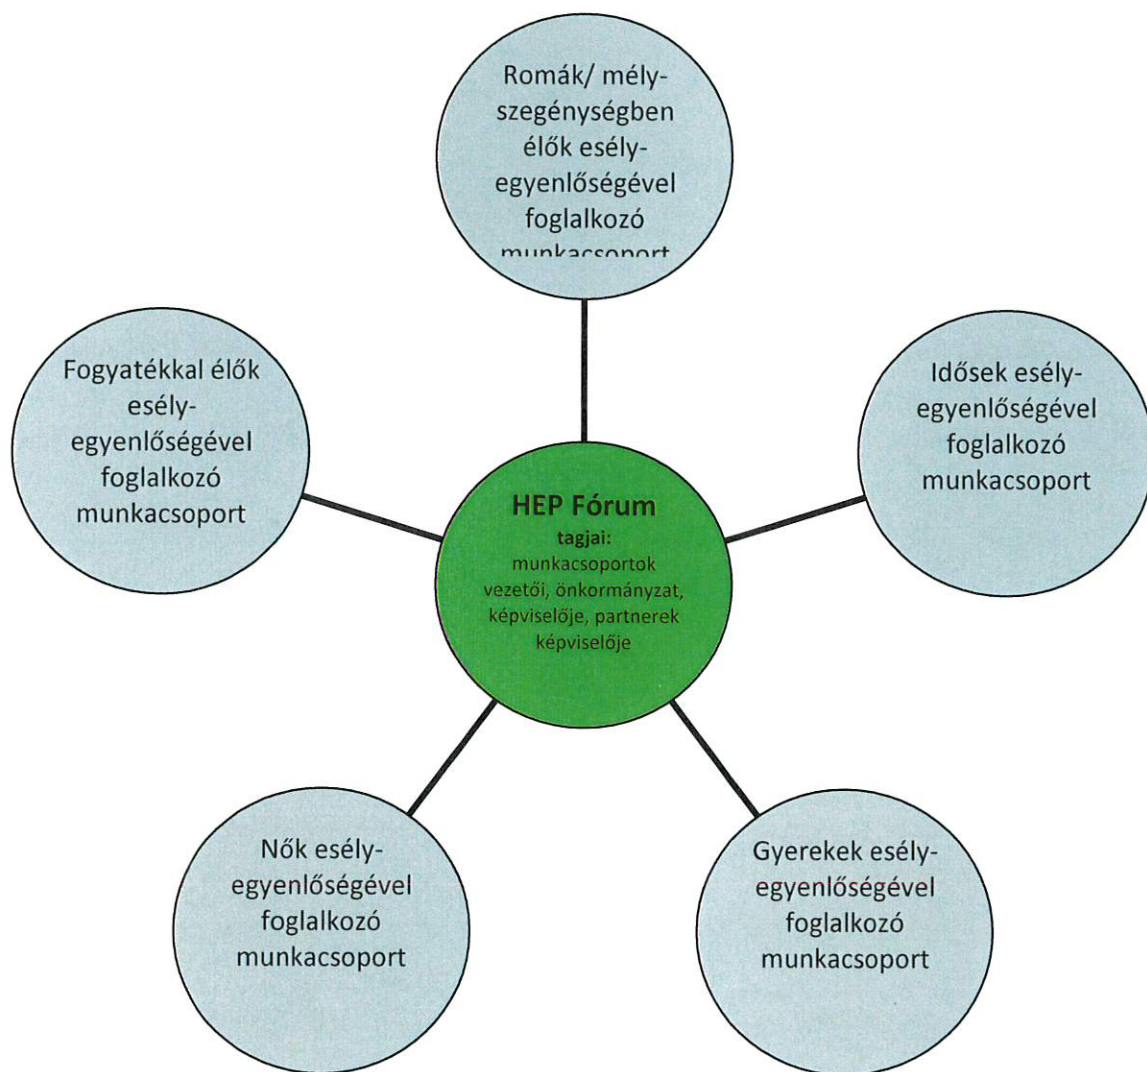 Romák/ mély-
szegénységben
élők esély-
egyenlőségével
foglalkozó
munkacsoport
Fogyatékkal élők
esély-
egyenlőségével
foglalkozó
munkacsoport
Idősek esély-
egyenlőségével
foglalkozó
munkacsoport
HEP Fórum
tagjai:
munkacsoportok
vezetői, önkormányzat,
képviselője, partnerek
képviselője
Nők esély-
egyenlőségével
foglalkozó
munkacsoport
Gyerekek esély-
egyenlőségével
foglalkozó
munkacsoport